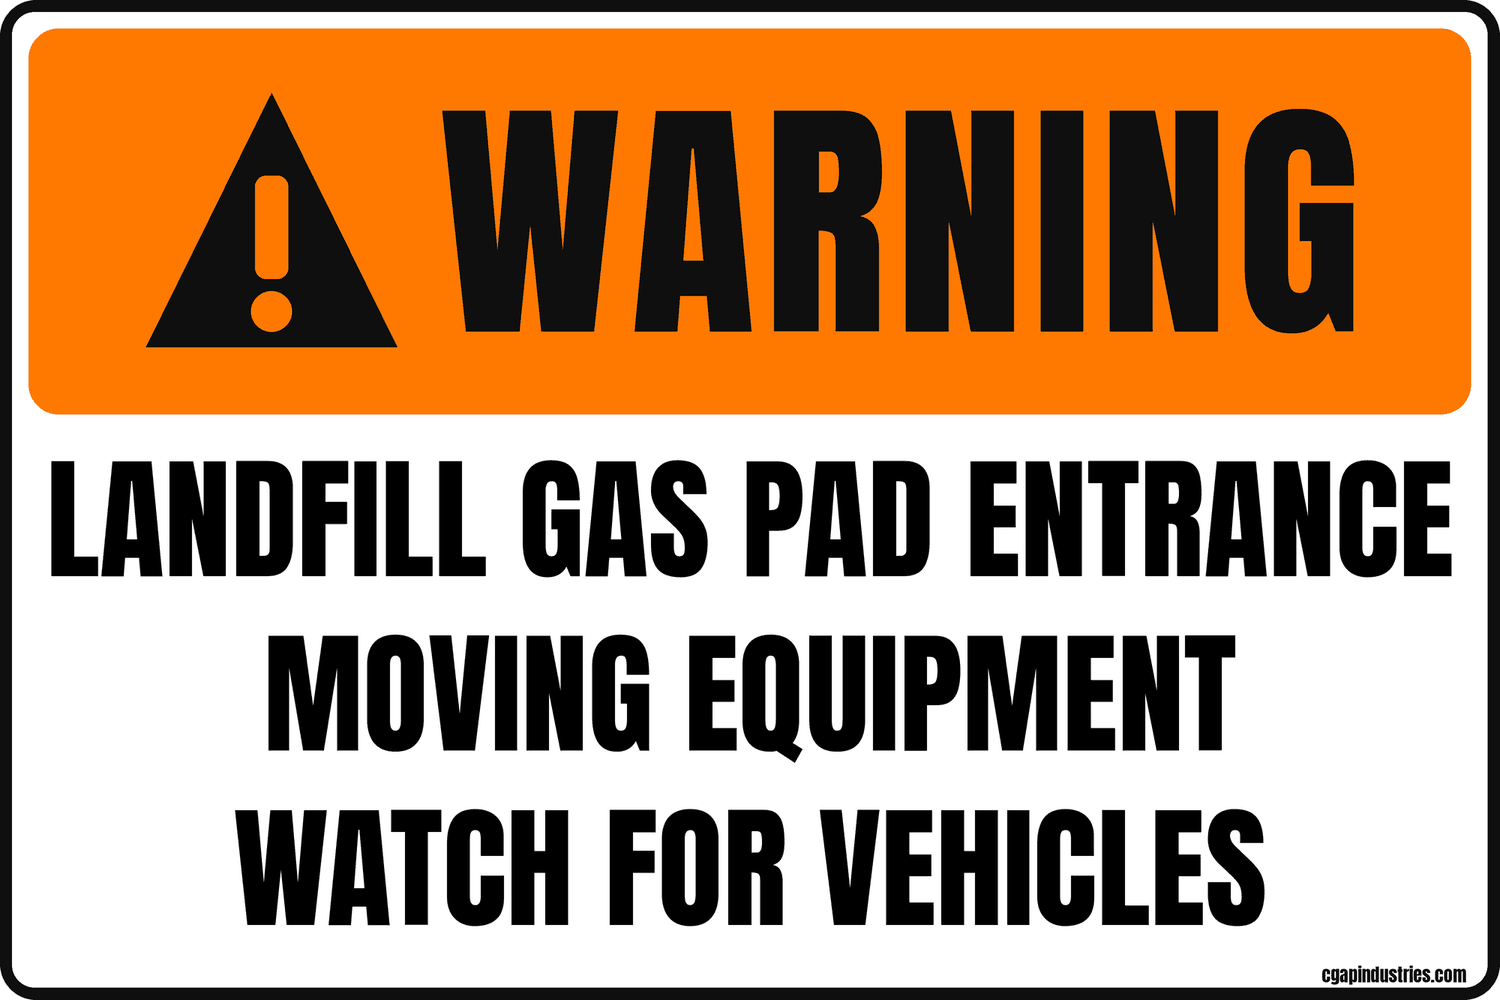 WARNING
LANDFILL GAS PAD ENTRANCE
MOVING EQUIPMENT
WATCH FOR VEHICLES
cgapindustries.com